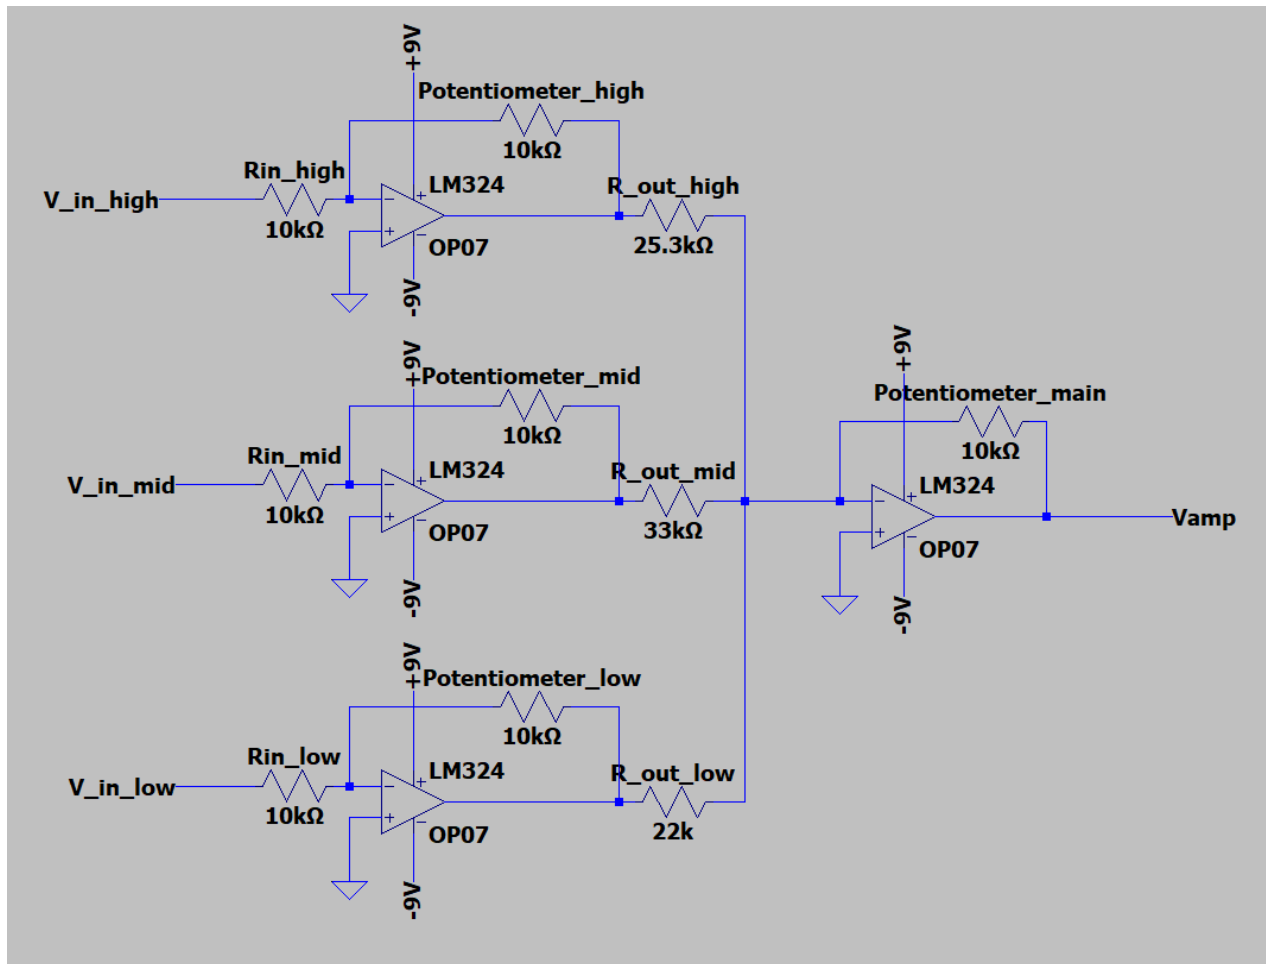 +9V
Potentiometer_high
10kΩ
Rin_high
LM324
R_out_high
V_in_high
10kΩ
OP07
25.3kΩ
-9V
+9V
Potentiometer_mid
10kΩ
Rin_mid
LM324
R_out_mid
V_in_mid
10kΩ
OP07
33kΩ
-9V
+9V
Potentiometer_main
10kΩ
LM324
Vamp
OP07
-9V
+9V
Potentiometer_low
10kΩ
Rin_low
LM324
R_out_low
V_in_low
10kΩ
OP07
22k
-9V